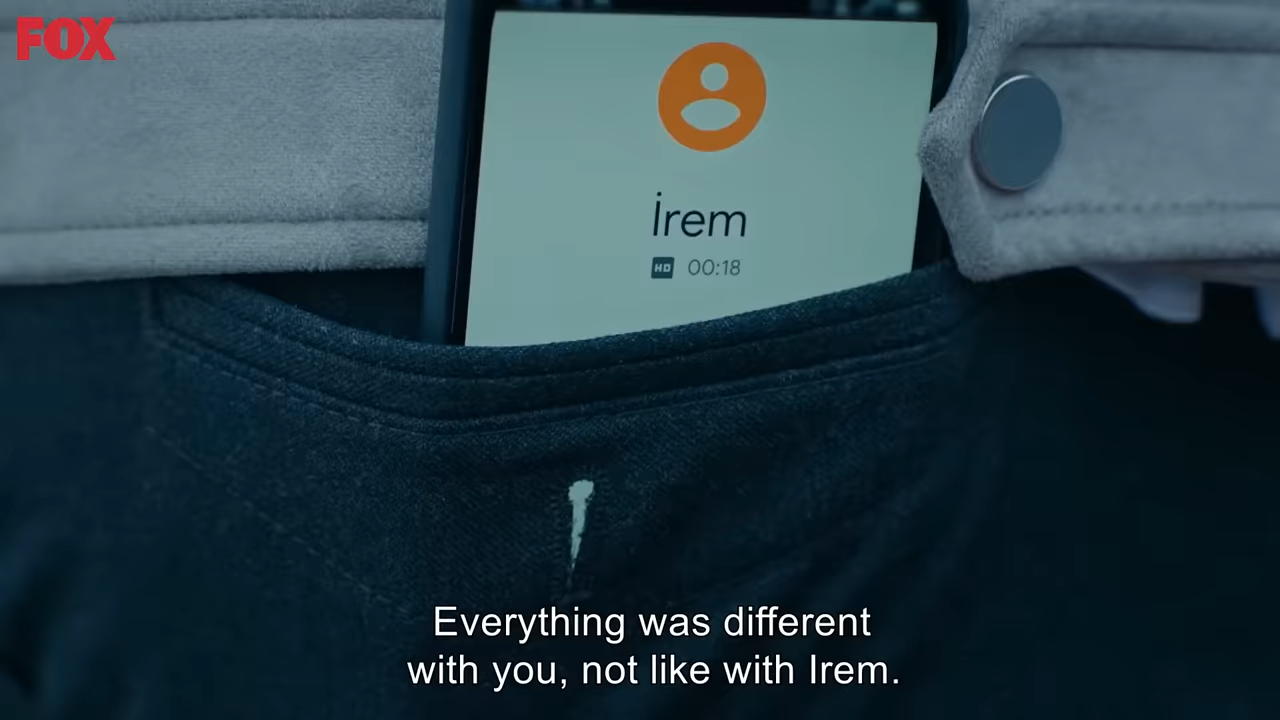 FOX
İrem
HD 00:18
Everything was different
with you, not like with Irem.